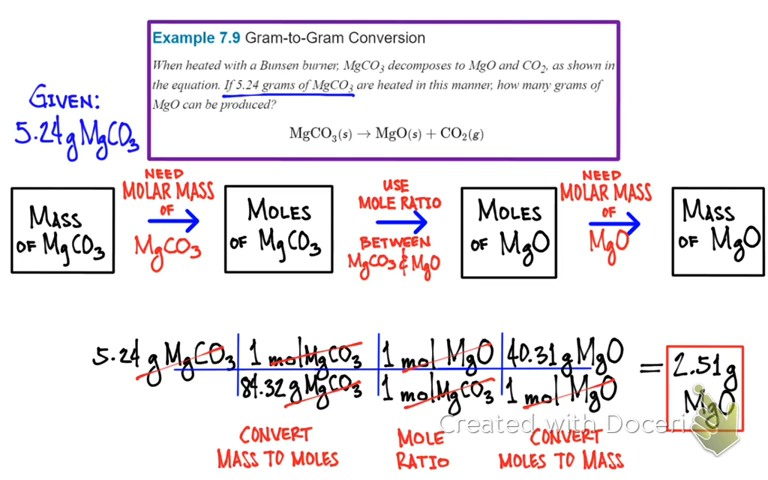 Example 7.9 Gram-to-Gram Conversion
When heated with a Bunsen burner, MgCO₃ decomposes to MgO and CO₂, as shown in
the equation. If 5.24 grams of MgCO₃ are heated in this manner, how many grams of
MgO can be produced?
MgCO₃(s) → MgO(s) + CO₂(g)
GIVEN:
5.24g MgCO₃
MASS
OF MgCO₃
NEED
MOLAR MASS
OF
MgCO₃
MOLES
OF MgCO₃
USE
MOLE RATIO
BETWEEN
MgCO₃ & MgO
MOLES
OF MgO
NEED
MOLAR MASS
OF
MgO
MASS
OF MgO
5.24 g MgCO₃ | 1 mol MgCO₃ | 1 mol MgO | 40.31 g MgO = 2.51g
84.32 g MgCO₃ | 1 mol MgCO₃ | 1 mol MgO MgO
Created with Doceri
CONVERT
MASS TO MOLES
MOLE
RATIO
CONVERT
MOLES TO MASS